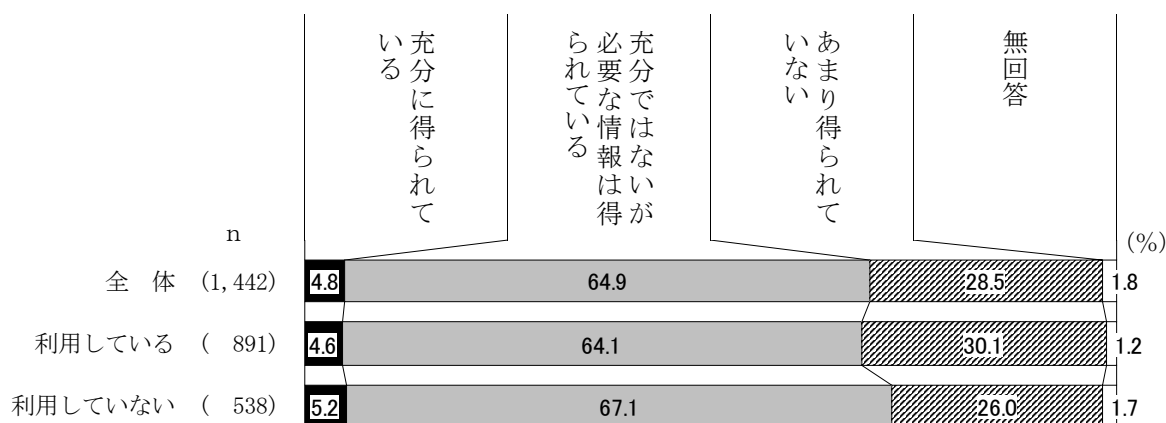 充分に得られて
いる
充分ではないが
必要な情報は得
られている
あまり得られて
いない
無回答
n
(%)
全 体 (1,442) 4.8 64.9 28.5 1.8
利用している ( 891) 4.6 64.1 30.1 1.2
利用していない ( 538) 5.2 67.1 26.0 1.7